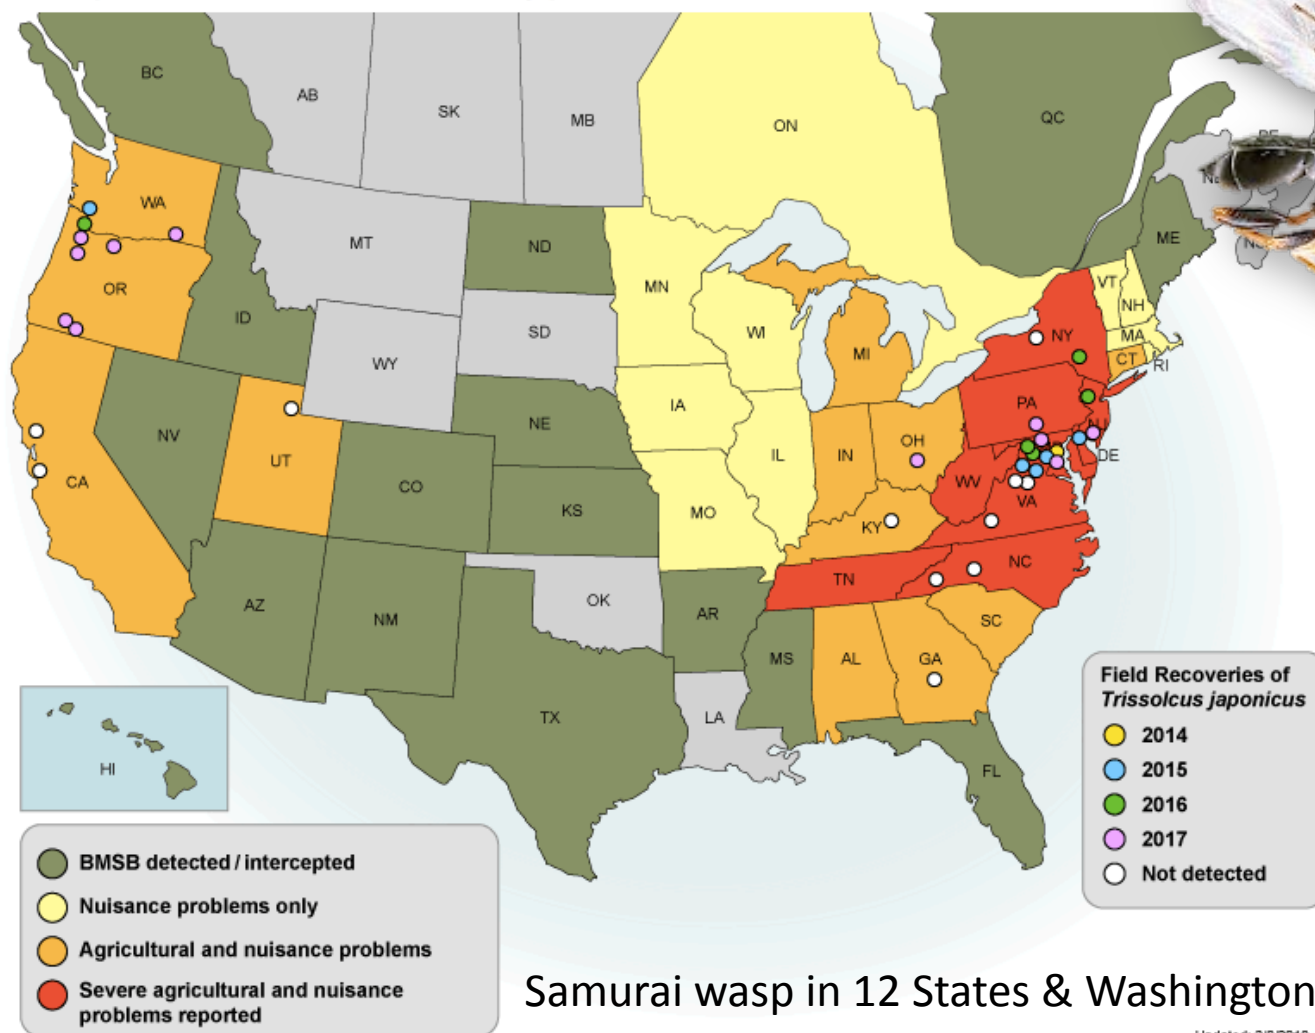 BC
AB
SK
MB
ON
QC
WA
MT
ND
MN
ME
VT
NH
OR
ID
SD
WI
MI
NY
MA
CT
RI
WY
IA
PA
NE
NV
UT
IL
IN
OH
NJ
DE
CA
CO
WV
VA
KS
MO
KY
AZ
NM
OK
AR
TN
NC
SC
TX
LA
MS
AL
GA
FL
HI
Field Recoveries of
Trissolcus japonicus
2014
2015
2016
2017
Not detected
BMSB detected / intercepted
Nuisance problems only
Agricultural and nuisance problems
Severe agricultural and nuisance
problems reported
Samurai wasp in 12 States & Washington